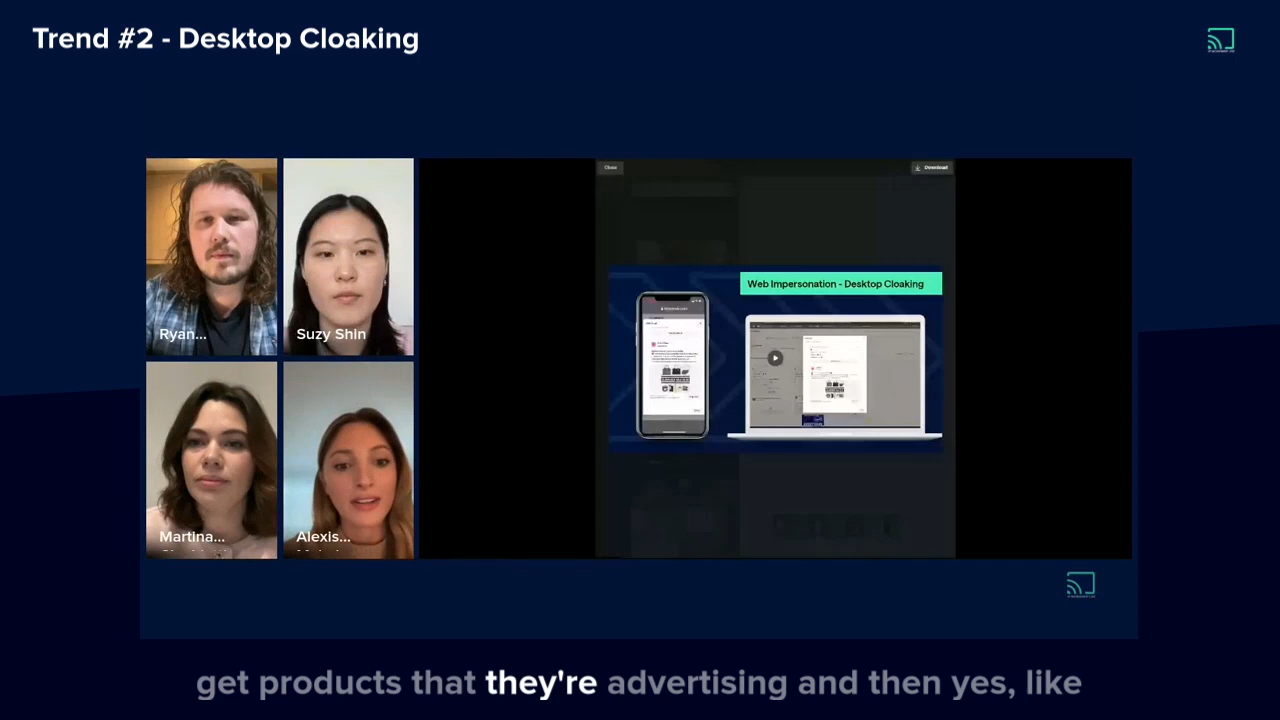 Trend #2 - Desktop Cloaking
Close
Download
Ryan...
Suzy Shin
Web Impersonation - Desktop Cloaking
Martina...
Alexis...
get products that they're advertising and then yes, like